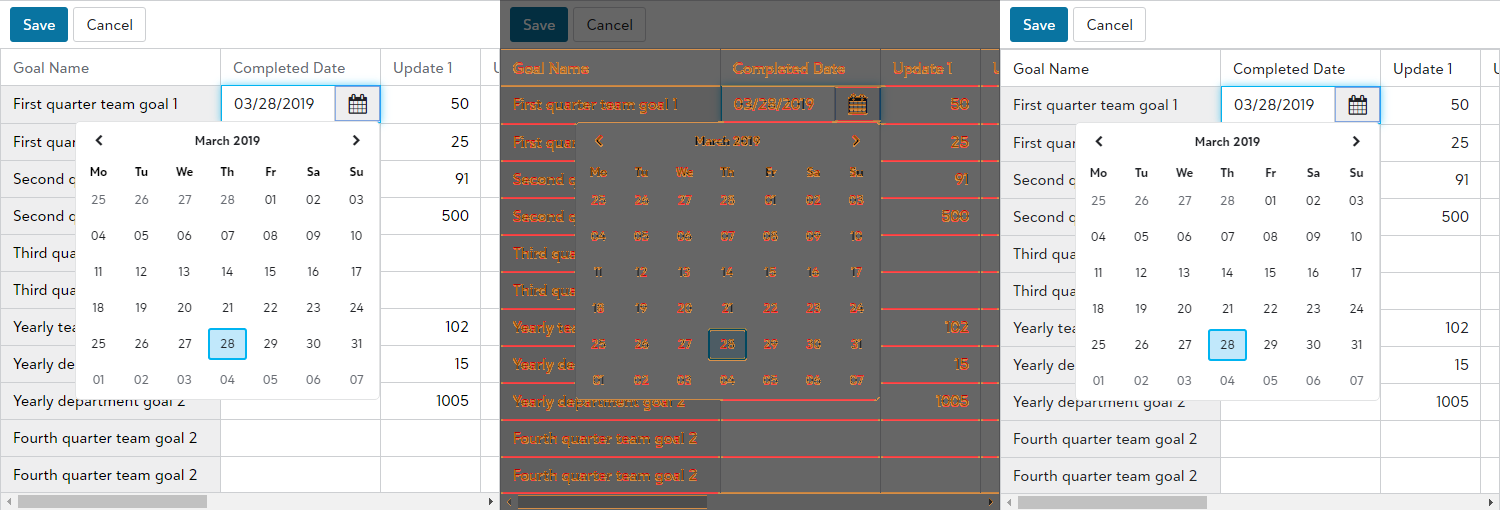 Save Cancel
Goal Name Completed Date Update 1
First quarter team goal 1 03/28/2019 50
First qua 25
March 2019
Mo Tu We Th Fr Sa Su
Second q 91
25 26 27 28 01 02 03
Second q 500
04 05 06 07 08 09 10
Third qua
11 12 13 14 15 16 17
Third qua
18 19 20 21 22 23 24
Yearly tea 102
25 26 27 28 29 30 31
Yearly de 15
01 02 03 04 05 06 07
Yearly department goal 2 1005
Fourth quarter team goal 2
Fourth quarter team goal 2
Save Cancel
Goal Name Completed Date Update 1
First quarter team goal 1 03/28/2019 50
First qua 25
March 2019
Mo Tu We Th Fr Sa Su
Second q 91
25 26 27 28 01 02 03
Second q 500
04 05 06 07 08 09 10
Third qua
11 12 13 14 15 16 17
Third qua
18 19 20 21 22 23 24
Yearly tea 102
25 26 27 28 29 30 31
Yearly de 15
01 02 03 04 05 06 07
Yearly department goal 2 1005
Fourth quarter team goal 2
Fourth quarter team goal 2
Save Cancel
Goal Name Completed Date Update 1
First quarter team goal 1 03/28/2019 50
First qua 25
March 2019
Mo Tu We Th Fr Sa Su
Second q 91
25 26 27 28 01 02 03
Second q 500
04 05 06 07 08 09 10
Third qua
11 12 13 14 15 16 17
Third qua
18 19 20 21 22 23 24
Yearly tea 102
25 26 27 28 29 30 31
Yearly de 15
01 02 03 04 05 06 07
Yearly department goal 2 1005
Fourth quarter team goal 2
Fourth quarter team goal 2